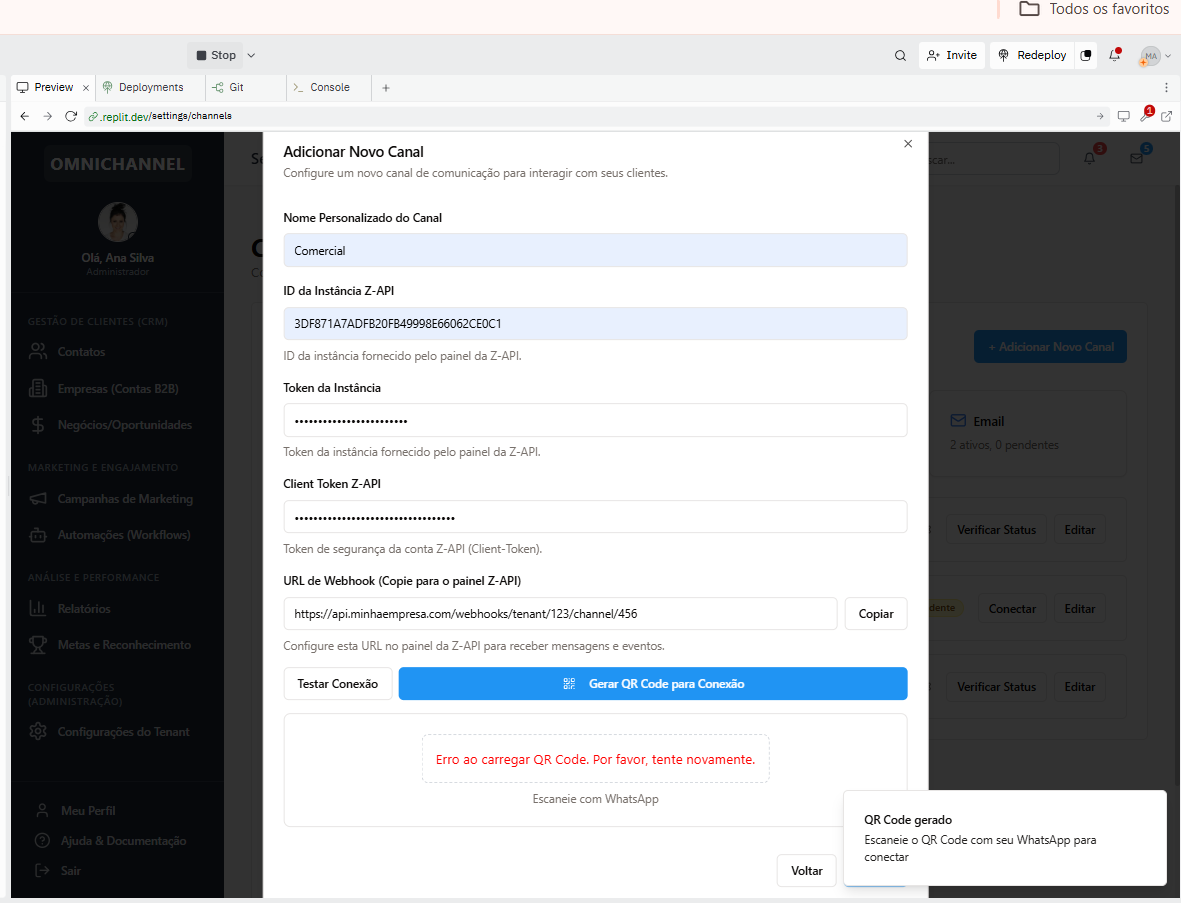 Todos os favoritos
Stop
Invite
Redeploy
MA
Preview
Deployments
Git
Console
.replit.dev/settings/channels
1
OMNICHANNEL
Olá, Ana Silva
Administrador
GESTÃO DE CLIENTES (CRM)
Contatos
Empresas (Contas B2B)
Negócios/Oportunidades
MARKETING E ENGAJAMENTO
Campanhas de Marketing
Automações (Workflows)
ANÁLISE E PERFORMANCE
Relatórios
Metas e Reconhecimento
CONFIGURAÇÕES
(ADMINISTRAÇÃO)
Configurações do Tenant
Meu Perfil
Ajuda & Documentação
Sair
Adicionar Novo Canal
Configure um novo canal de comunicação para interagir com seus clientes.
Nome Personalizado do Canal
Comercial
ID da Instância Z-API
3DF871A7ADFB20FB49998E66062CE0C1
ID da instância fornecido pelo painel da Z-API.
Token da Instância
Token da instância fornecido pelo painel da Z-API.
Client Token Z-API
Token de segurança da conta Z-API (Client-Token).
URL de Webhook (Copie para o painel Z-API)
https://api.minhaempresa.com/webhooks/tenant/123/channel/456
Copiar
Configure esta URL no painel da Z-API para receber mensagens e eventos.
Testar Conexão
Gerar QR Code para Conexão
Erro ao carregar QR Code. Por favor, tente novamente.
Escaneie com WhatsApp
Voltar
3
5
+ Adicionar Novo Canal
Email
2 ativos, 0 pendentes
Verificar Status
Editar
dente
Conectar
Editar
Verificar Status
Editar
QR Code gerado
Escaneie o QR Code com seu WhatsApp para
conectar